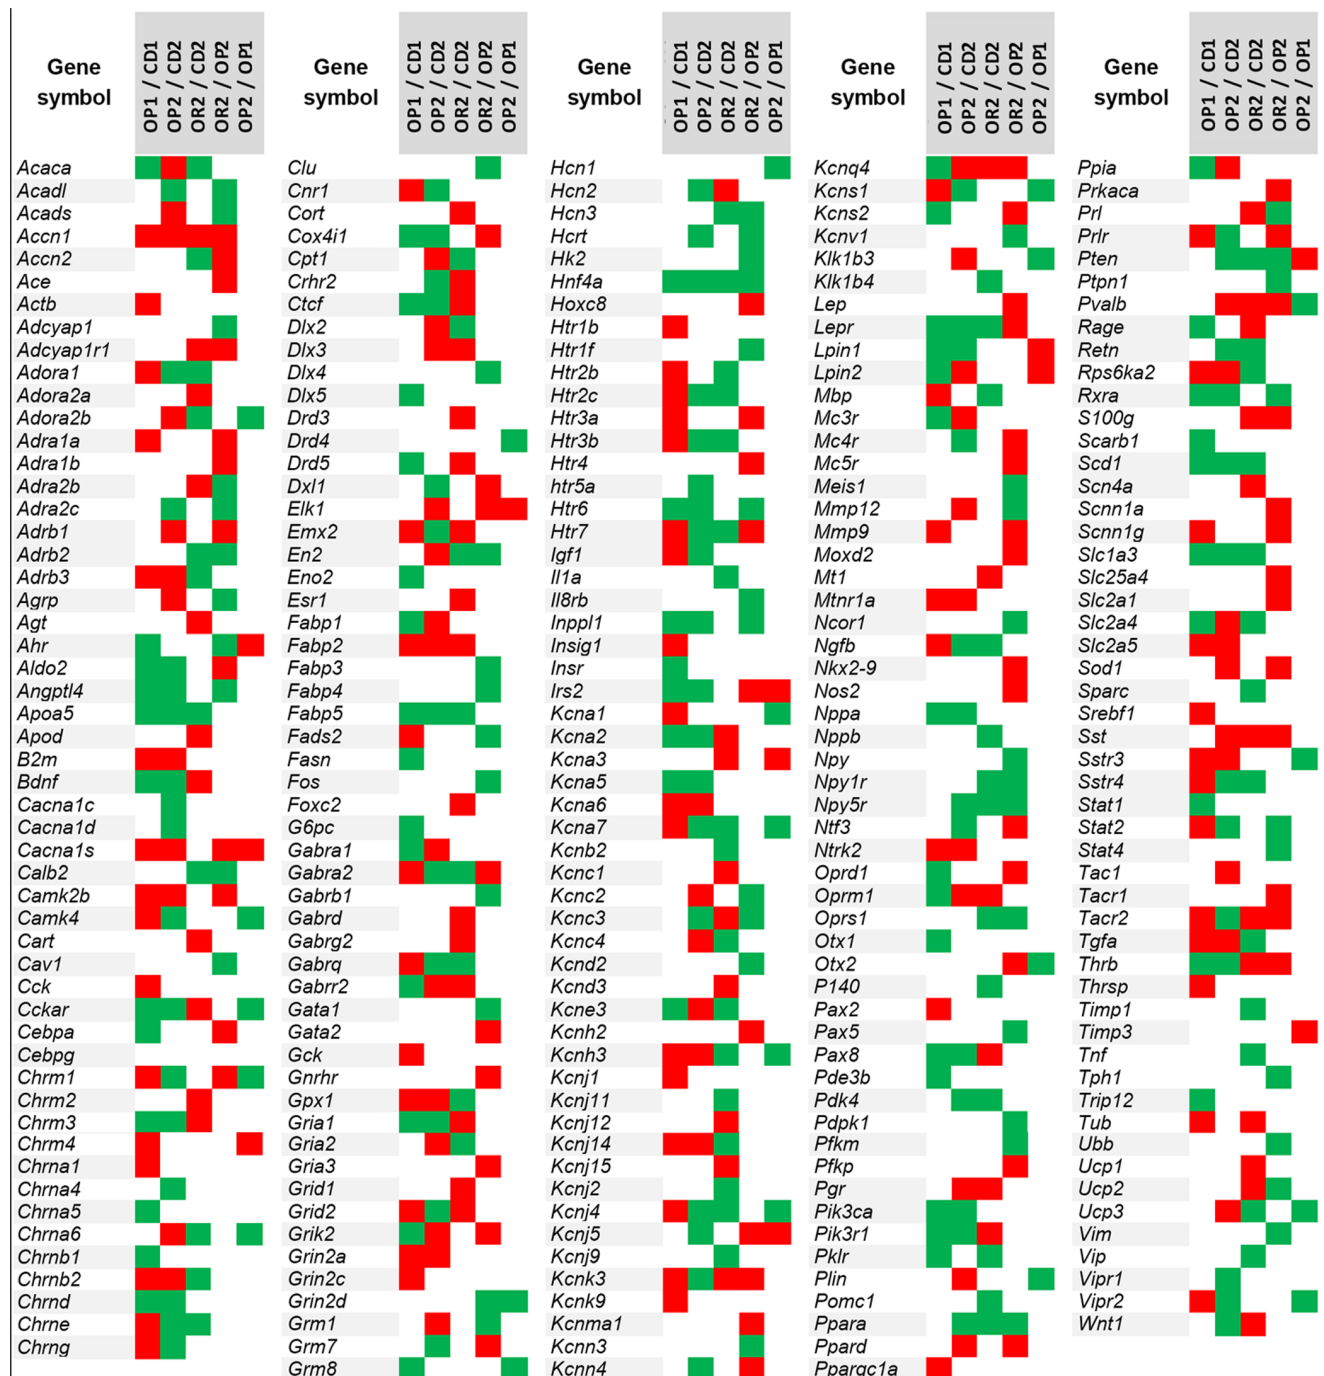 Gene
symbol
OP1 / CD1
OP2 / CD2
OR2 / CD2
OR2 / OP2
OP2 / OP1
Acaca
Acadl
Acads
Accn1
Accn2
Ace
Actb
Adcyap1
Adcyap1r1
Adora1
Adora2a
Adora2b
Adra1a
Adra1b
Adra2b
Adra2c
Adrb1
Adrb2
Adrb3
Agrp
Agt
Ahr
Aldo2
Angptl4
Apoa5
Apod
B2m
Bdnf
Cacna1c
Cacna1d
Cacna1s
Calb2
Camk2b
Camk4
Cart
Cav1
Cck
Cckar
Cebpa
Cebpg
Chrm1
Chrm2
Chrm3
Chrm4
Chrna1
Chrna4
Chrna5
Chrna6
Chrnb1
Chrnb2
Chrnd
Chrne
Chrng
Gene
symbol
OP1 / CD1
OP2 / CD2
OR2 / CD2
OR2 / OP2
OP2 / OP1
Clu
Cnr1
Cort
Cox4i1
Cpt1
Crhr2
Ctcf
Dlx2
Dlx3
Dlx4
Dlx5
Drd3
Drd4
Drd5
Dxl1
Elk1
Emx2
En2
Eno2
Esr1
Fabp1
Fabp2
Fabp3
Fabp4
Fabp5
Fads2
Fasn
Fos
Foxc2
G6pc
Gabra1
Gabra2
Gabrb1
Gabrd
Gabrg2
Gabrq
Gabrr2
Gata1
Gata2
Gck
Gnrhr
Gpx1
Gria1
Gria2
Gria3
Grid1
Grid2
Grik2
Grin2a
Grin2c
Grin2d
Grm1
Grm7
Grm8
Gene
symbol
OP1 / CD1
OP2 / CD2
OR2 / CD2
OR2 / OP2
OP2 / OP1
Hcn1
Hcn2
Hcn3
Hcrt
Hk2
Hnf4a
Hoxc8
Htr1b
Htr1f
Htr2b
Htr2c
Htr3a
Htr3b
Htr4
htr5a
Htr6
Htr7
Igf1
Il1a
Il8rb
Inppl1
Insig1
Insr
Irs2
Kcna1
Kcna2
Kcna3
Kcna5
Kcna6
Kcna7
Kcnb2
Kcnc1
Kcnc2
Kcnc3
Kcnc4
Kcnd2
Kcnd3
Kcne3
Kcnh2
Kcnh3
Kcnj1
Kcnj11
Kcnj12
Kcnj14
Kcnj15
Kcnj2
Kcnj4
Kcnj5
Kcnj9
Kcnk3
Kcnk9
Kcnma1
Kcnn3
Kcnn4
Gene
symbol
OP1 / CD1
OP2 / CD2
OR2 / CD2
OR2 / OP2
OP2 / OP1
Kcnq4
Kcns1
Kcns2
Kcnv1
Klk1b3
Klk1b4
Lep
Lepr
Lpin1
Lpin2
Mbp
Mc3r
Mc4r
Mc5r
Meis1
Mmp12
Mmp9
Moxd2
Mt1
Mtnr1a
Ncor1
Ngfb
Nkx2-9
Nos2
Nppa
Nppb
Npy
Npy1r
Npy5r
Ntf3
Ntrk2
Oprd1
Oprm1
Oprs1
Otx1
Otx2
P140
Pax2
Pax5
Pax8
Pde3b
Pdk4
Pdpk1
Pfkm
Pfkp
Pgr
Pik3ca
Pik3r1
Pklr
Plin
Pomc1
Ppara
Ppard
Ppargc1a
Gene
symbol
OP1 / CD1
OP2 / CD2
OR2 / CD2
OR2 / OP2
OP2 / OP1
Ppia
Prkaca
Prl
Prlr
Pten
Ptpn1
Pvalb
Rage
Retn
Rps6ka2
Rxra
S100g
Scarb1
Scd1
Scn4a
Scnn1a
Scnn1g
Slc1a3
Slc25a4
Slc2a1
Slc2a4
Slc2a5
Sod1
Sparc
Srebf1
Sst
Sstr3
Sstr4
Stat1
Stat2
Stat4
Tac1
Tacr1
Tacr2
Tgfa
Thrb
Thrsp
Timp1
Timp3
Tnf
Tph1
Trip12
Tub
Ubb
Ucp1
Ucp2
Ucp3
Vim
Vip
Vipr1
Vipr2
Wnt1